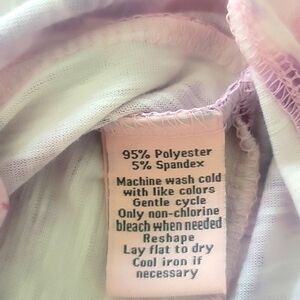 95% Polyester
5% Spandex
Machine wash cold
with like colors
Gentle cycle
Only non-chlorine
bleach when needed
Reshape
Lay flat to dry
Cool iron if
necessary